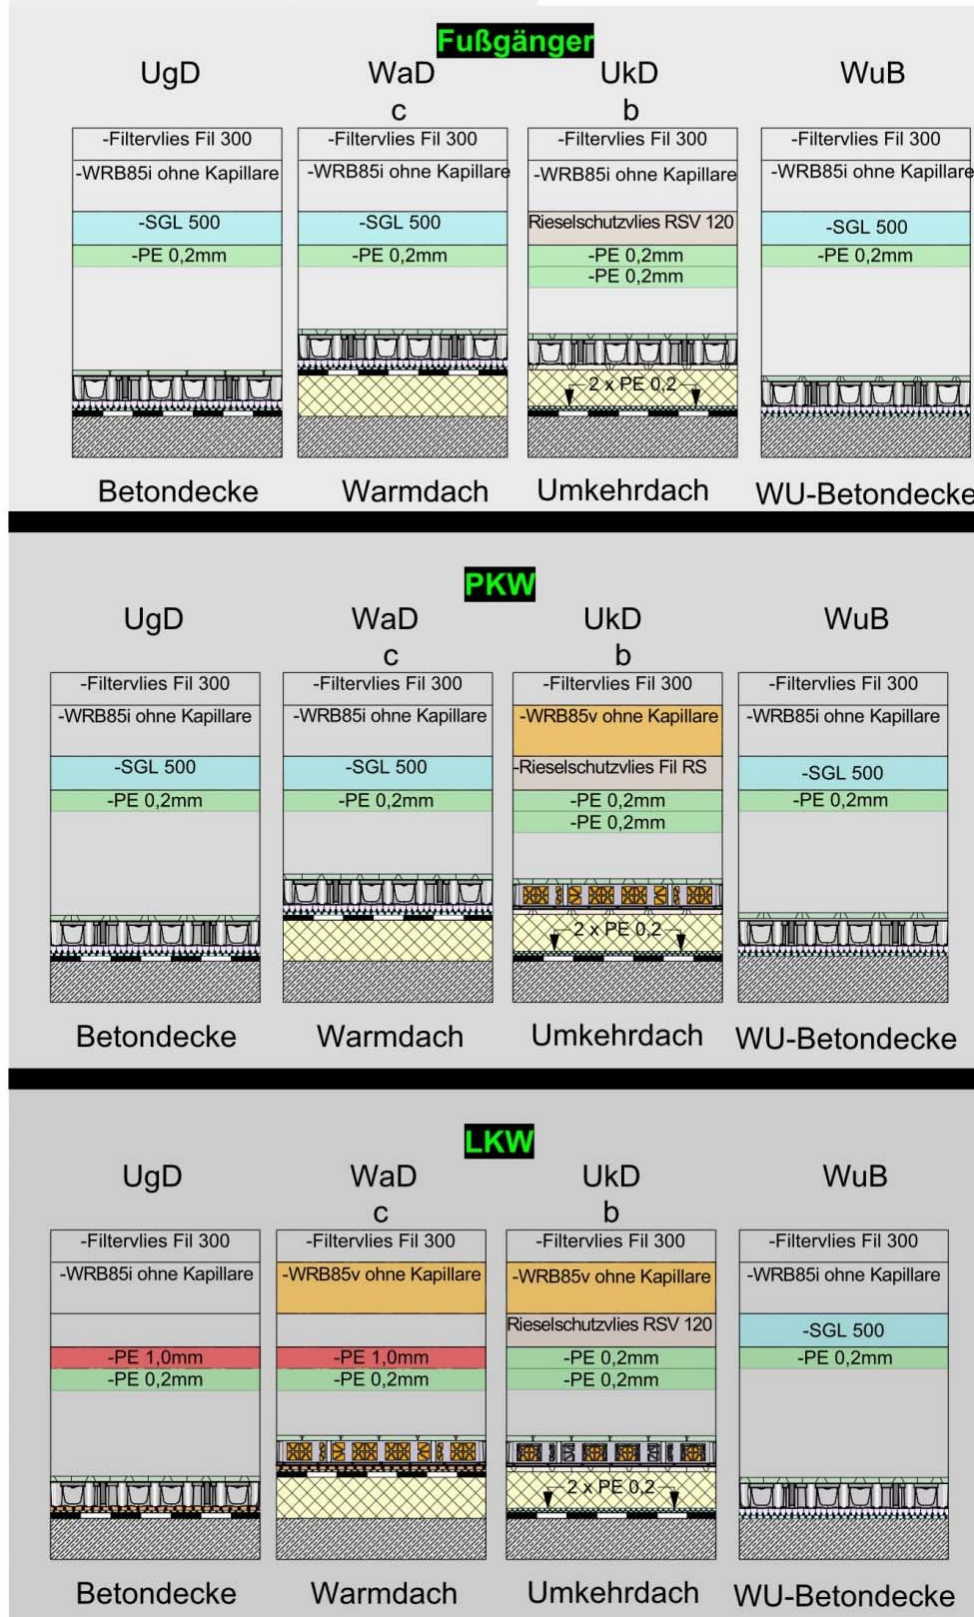 Fußgänger
UgD WaD UkD WuB
c b
-Filtervlies Fil 300 -Filtervlies Fil 300 -Filtervlies Fil 300 -Filtervlies Fil 300
-WRB85i ohne Kapillare -WRB85i ohne Kapillare -WRB85i ohne Kapillare -WRB85i ohne Kapillare
-SGL 500 -SGL 500 Rieselschutzvlies RSV 120 -SGL 500
-PE 0,2mm -PE 0,2mm -PE 0,2mm -PE 0,2mm
-PE 0,2mm
2 x PE 0,2
Betondecke Warmdach Umkehrdach WU-Betondecke
PKW
UgD WaD UkD WuB
c b
-Filtervlies Fil 300 -Filtervlies Fil 300 -Filtervlies Fil 300 -Filtervlies Fil 300
-WRB85i ohne Kapillare -WRB85i ohne Kapillare -WRB85v ohne Kapillare -WRB85i ohne Kapillare
-SGL 500 -SGL 500 -Rieselschutzvlies Fil RS -SGL 500
-PE 0,2mm -PE 0,2mm -PE 0,2mm -PE 0,2mm
-PE 0,2mm
2 x PE 0,2
Betondecke Warmdach Umkehrdach WU-Betondecke
LKW
UgD WaD UkD WuB
c b
-Filtervlies Fil 300 -Filtervlies Fil 300 -Filtervlies Fil 300 -Filtervlies Fil 300
-WRB85i ohne Kapillare -WRB85v ohne Kapillare -WRB85v ohne Kapillare -WRB85i ohne Kapillare
Rieselschutzvlies RSV 120 -SGL 500
-PE 1,0mm -PE 1,0mm -PE 0,2mm -PE 0,2mm
-PE 0,2mm -PE 0,2mm -PE 0,2mm
2 x PE 0,2
Betondecke Warmdach Umkehrdach WU-Betondecke